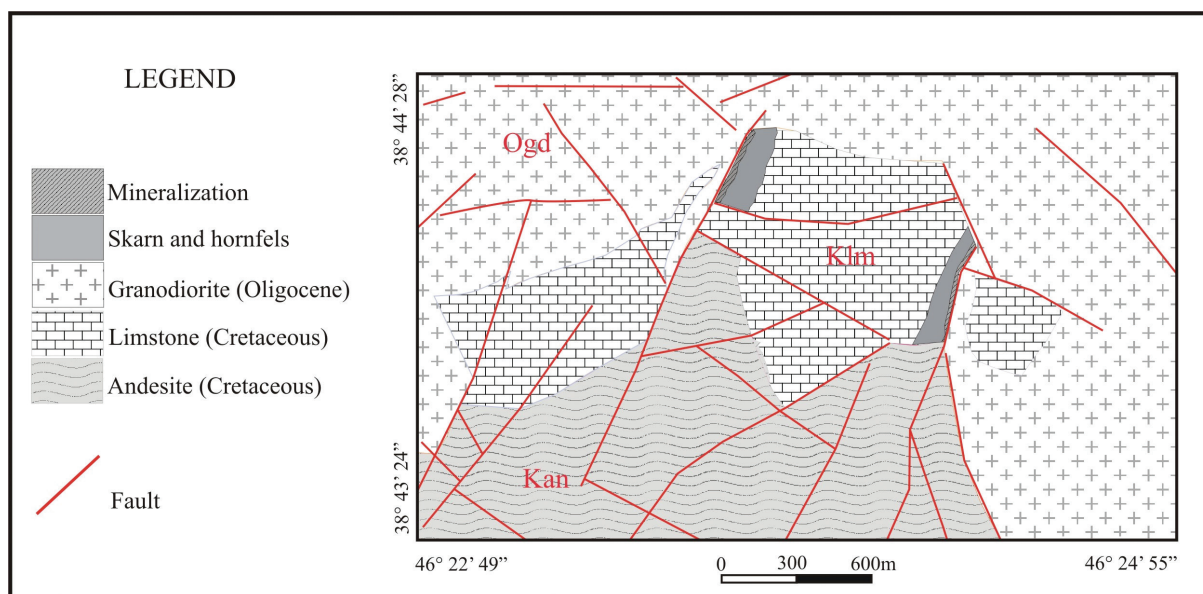 LEGEND
Mineralization
Skarn and hornfels
Granodiorite (Oligocene)
Limstone (Cretaceous)
Andesite (Cretaceous)
Fault
38° 44’ 28”
38° 43’ 24”
Ogd
Klm
Kan
46° 22’ 49”
0 300 600m
46° 24’ 55”